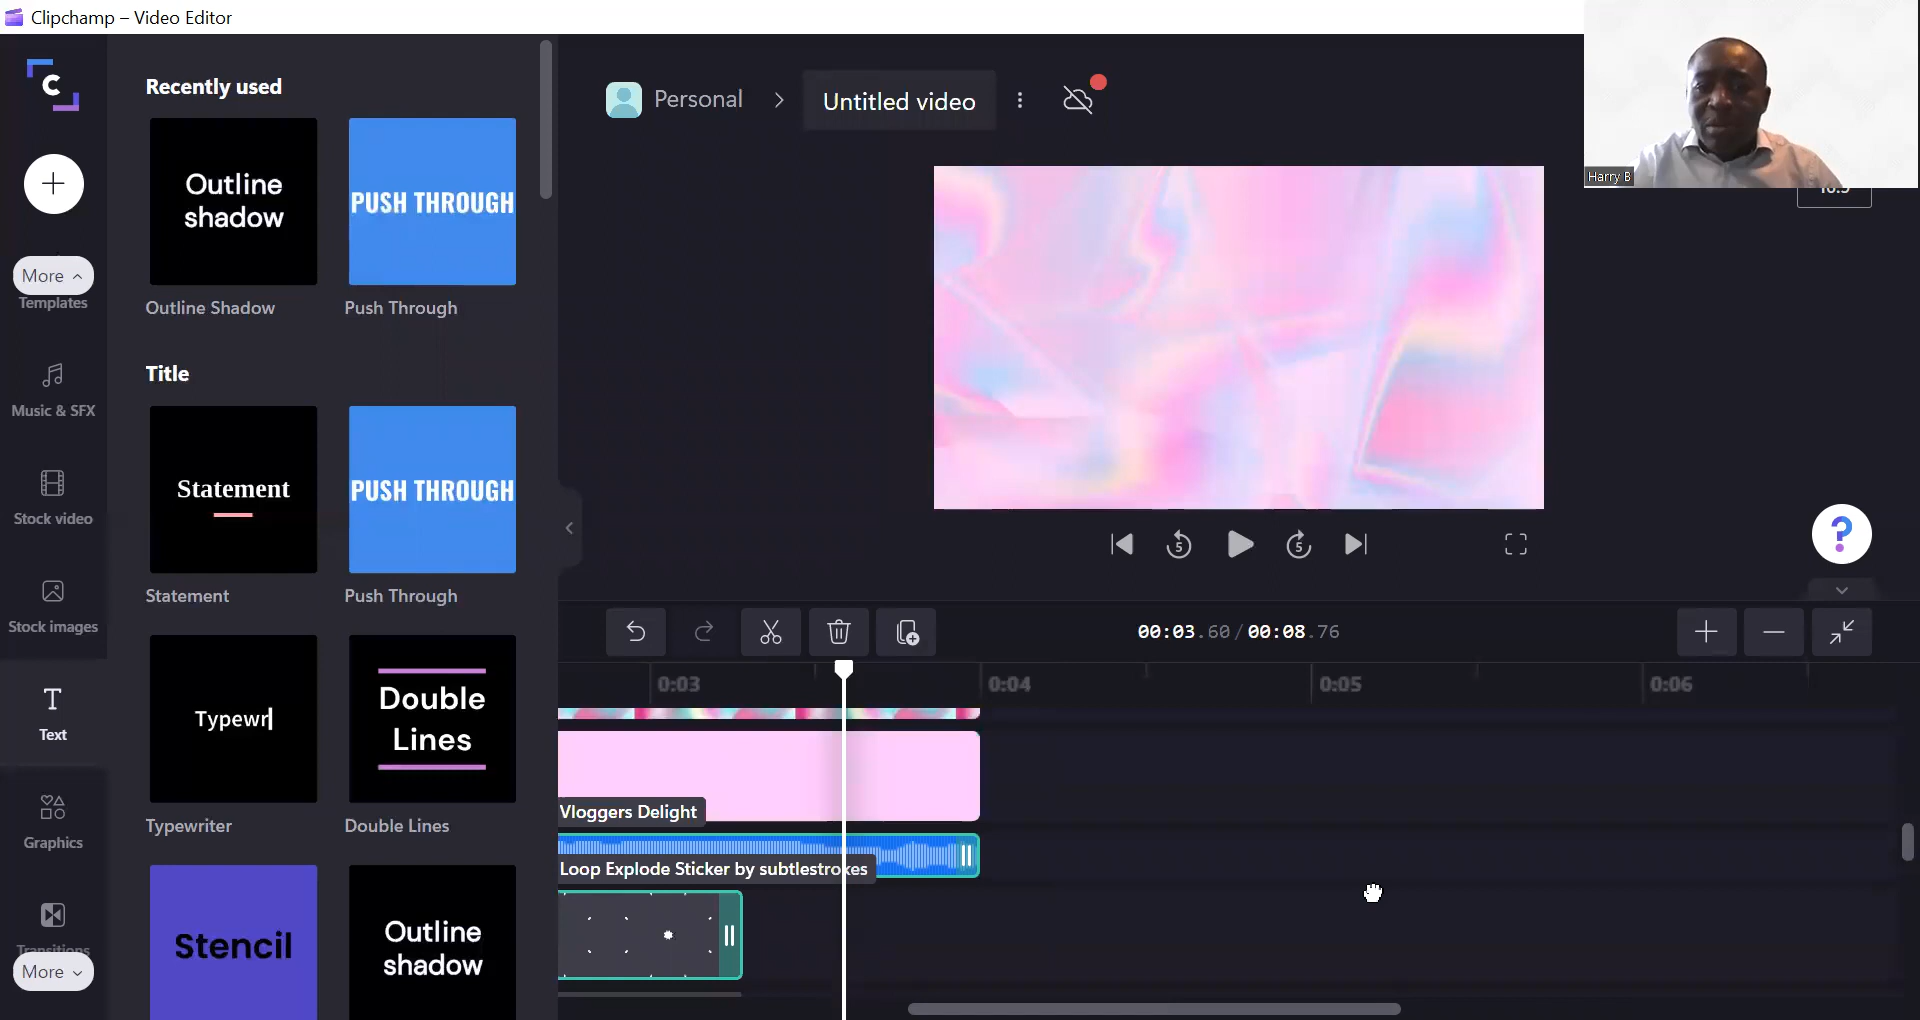 Clipchamp – Video Editor
Recently used
Outline
shadow
PUSH THROUGH
Outline Shadow
Push Through
Title
Statement
PUSH THROUGH
Statement
Push Through
Typewr
Double
Lines
Typewriter
Double Lines
Stencil
Outline
shadow
C
More
Templates
Music & SFX
Stock video
Stock images
T
Text
Graphics
Transitions
More
Personal
Untitled video
Harry B
5
5
?
00:03.60/00:08.76
0:03
0:04
0:05
0:06
Vloggers Delight
Loop Explode Sticker by subtlestrokes